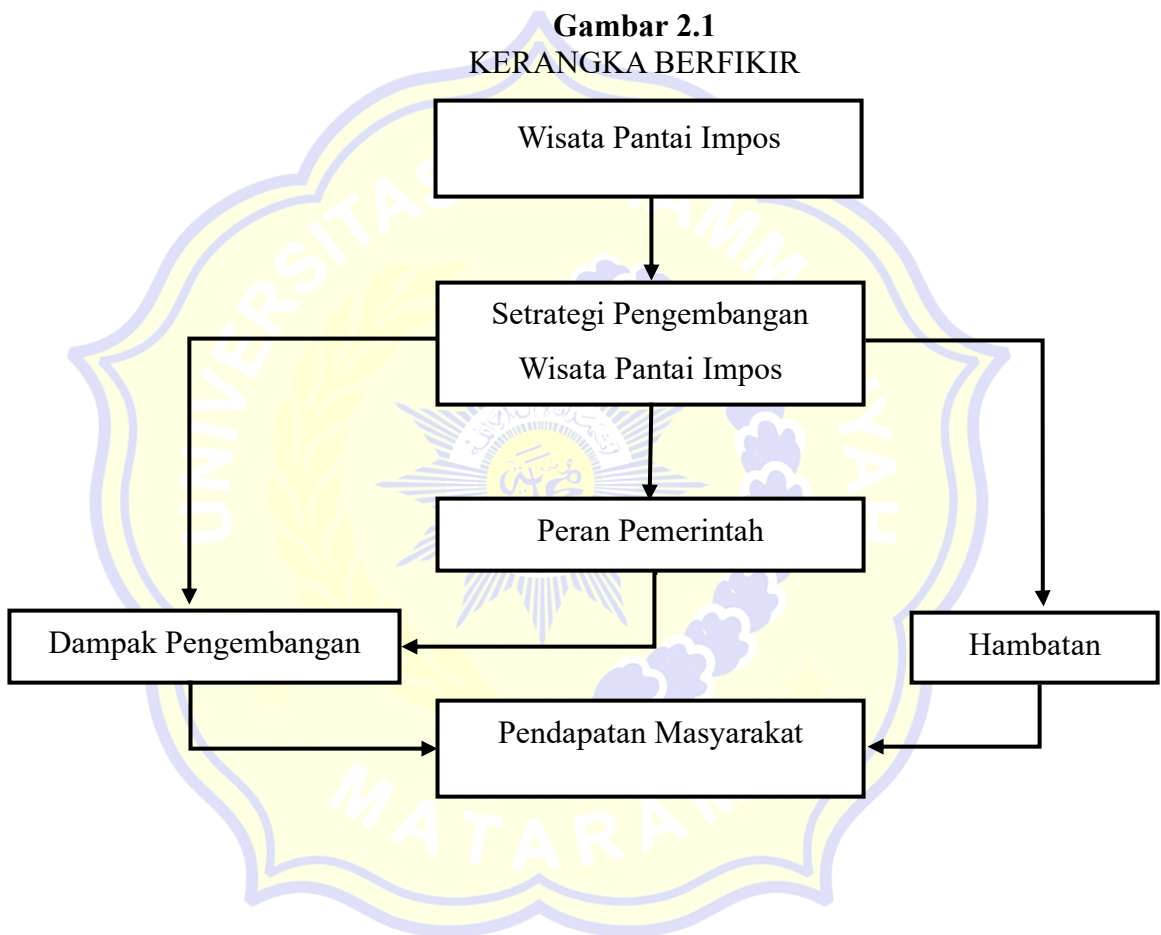 Gambar 2.1
KERANGKA BERFIKIR
Wisata Pantai Impos
Setrategi Pengembangan
Wisata Pantai Impos
Peran Pemerintah
Dampak Pengembangan
Hambatan
Pendapatan Masyarakat
MATARAM